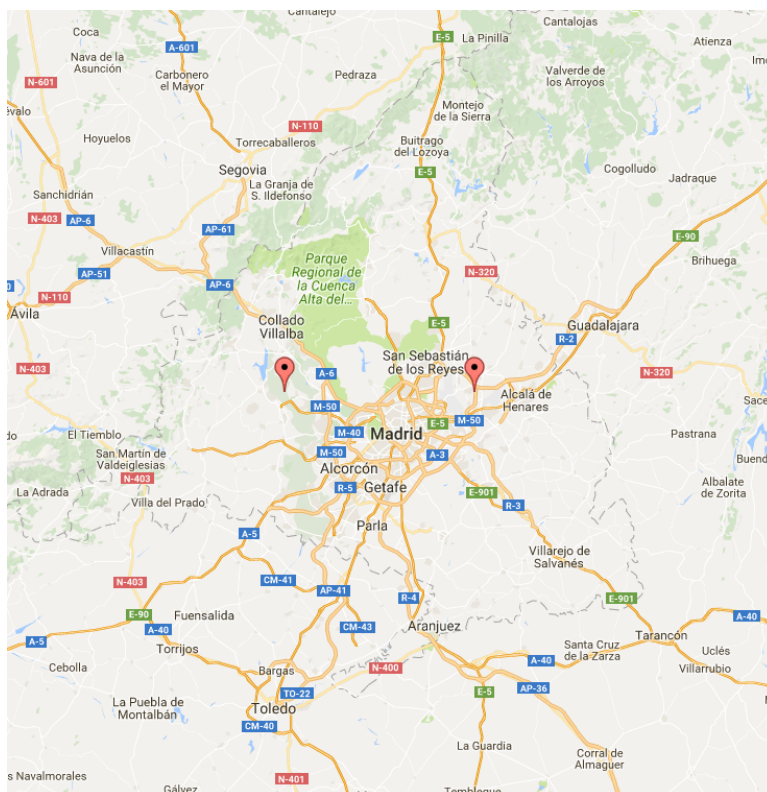 Cantalejo
Cantalojas
Coca
E-5
La Pinilla
Atienza
A-601
Nava de la
Asunción
Carbonero
el Mayor
Pedraza
Valverde de
los Arroyos
N-601
Montejo
de la Sierra
évalo
Hoyuelos
N-110
Torrecaballeros
Buitrago
del Lozoya
Segovia
E-5
Cogolludo
Jadraque
La Granja de
S. Ildefonso
Sanchidrián
N-403
AP-6
AP-61
E-90
Villacastín
Parque
Regional de
la Cuenca
Alta del...
Brihuega
AP-51
N-320
AP-6
N-110
Ávila
Collado
Villalba
E-5
Guadalajara
R-2
San Sebastián
de los Reyes
N-403
A-6
N-320
Alcalá de
Henares
M-50
M-50
E-5
El Tiemblo
M-40
Madrid
Pastrana
San Martín de
Valdeiglesias
M-50
A-3
Alcorcón
N-403
La Adrada
R-5
Getafe
E-901
Albalate
de Zorita
Villa del Prado
R-3
Parla
A-5
Villarejo de
Salvanés
CM-41
N-403
AP-41
R-4
E-901
E-90
Fuensalida
A-40
A-40
CM-43
Aranjuez
Tarancón
A-5
Torrijos
Santa Cruz
de la Zarza
Uclés
Cebolla
Bargas
N-400
A-40
Villarrubio
TO-22
E-5
AP-36
La Puebla de
Montalbán
Toledo
CM-40
La Guardia
Corral de
Almaguer
s Navalmorales
N-401
Gálvez
Tembleque